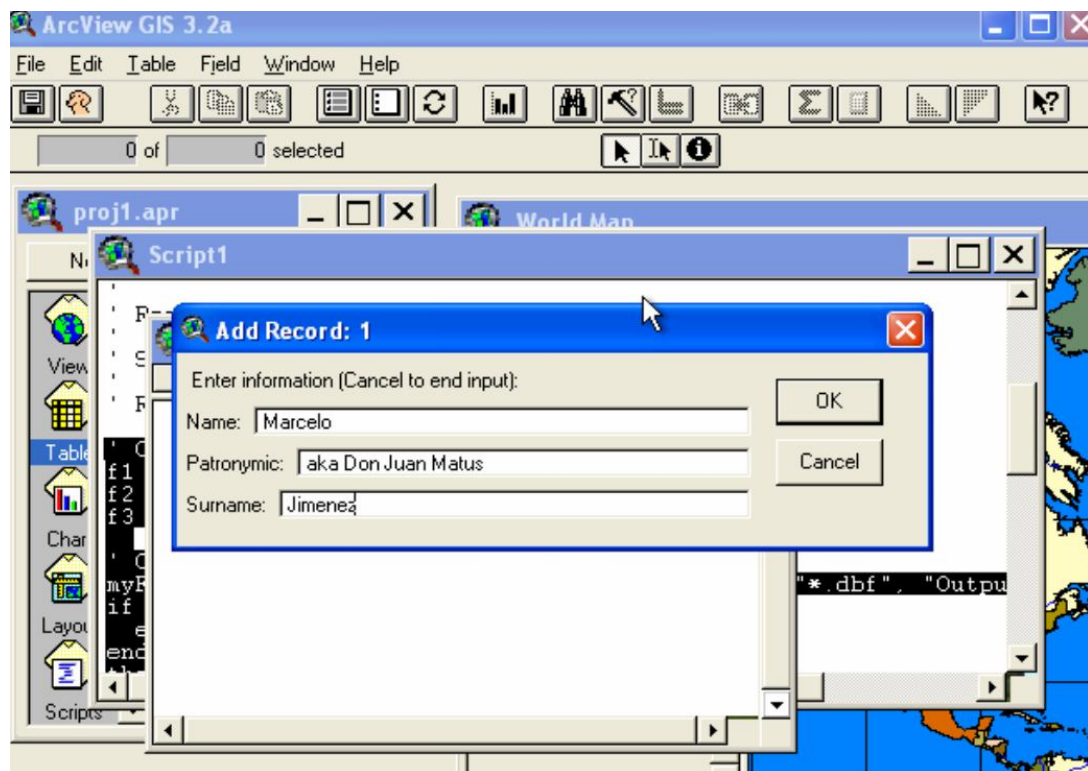 ArcView GIS 3.2a
File Edit Table Field Window Help
0 of 0 selected
proj1.apr
World Map
Script1
Add Record: 1
Enter information (Cancel to end input):
Name: Marcelo
Patronymic: aka Don Juan Matus
Surname: Jimenez
OK
Cancel
View
Table
Char
Layou
Scripts
f1
f2
f3
if
end
"*.dbf", "Outpu